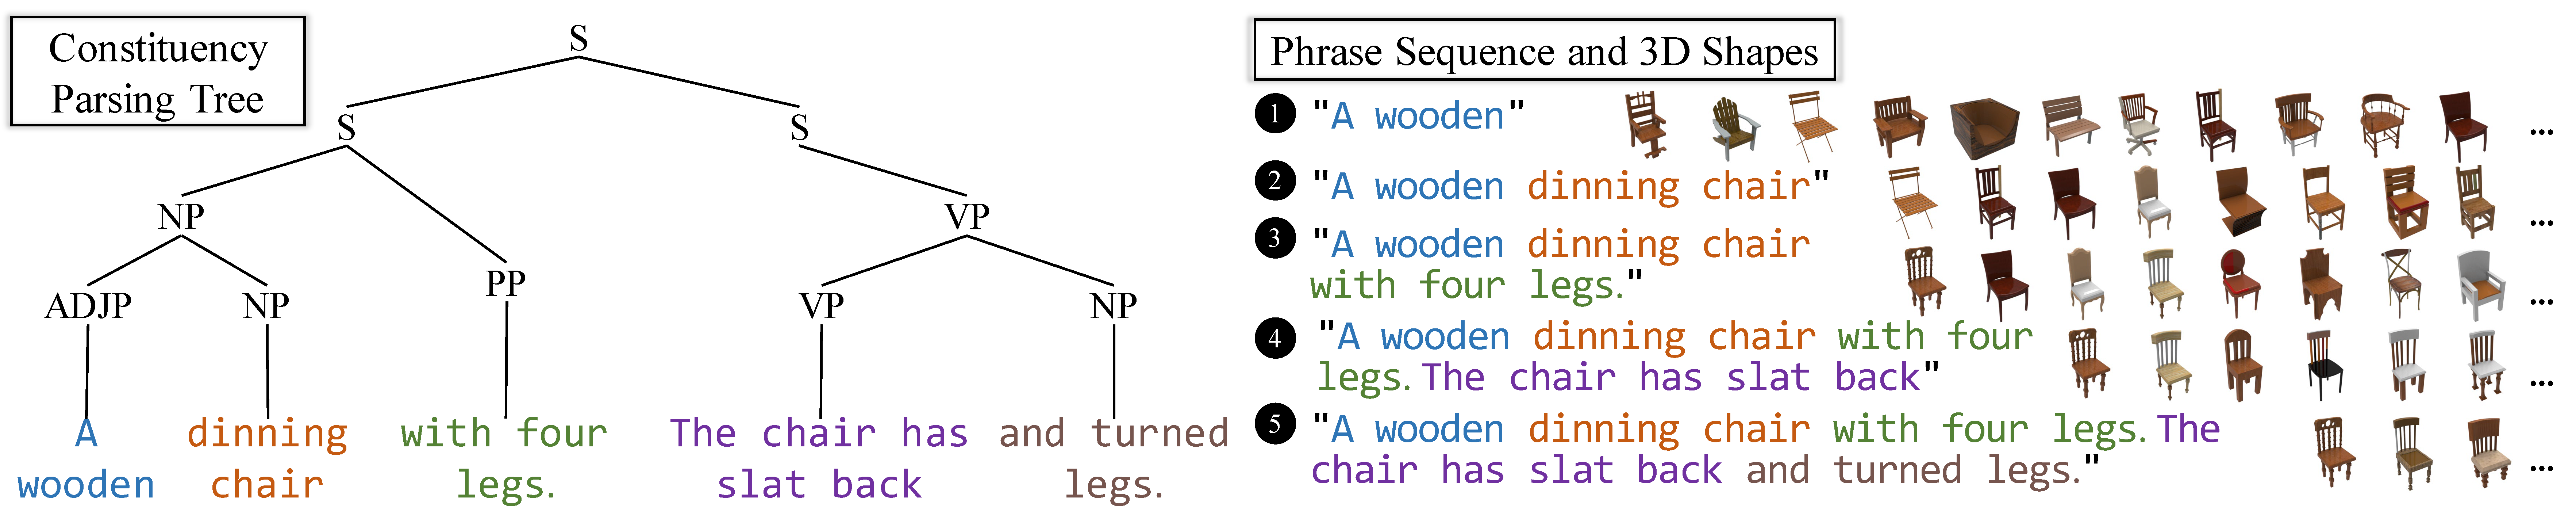 Constituency
Parsing Tree
S
S
S
NP
VP
ADJP
NP
PP
VP
NP
A
wooden
dinning
chair
with four
legs.
The chair has
slat back
and turned
legs.
Phrase Sequence and 3D Shapes
1 "A wooden" ...
2 "A wooden dinning chair" ...
3 "A wooden dinning chair
with four legs." ...
4 "A wooden dinning chair with four
legs. The chair has slat back" ...
5 "A wooden dinning chair with four legs. The
chair has slat back and turned legs." ...